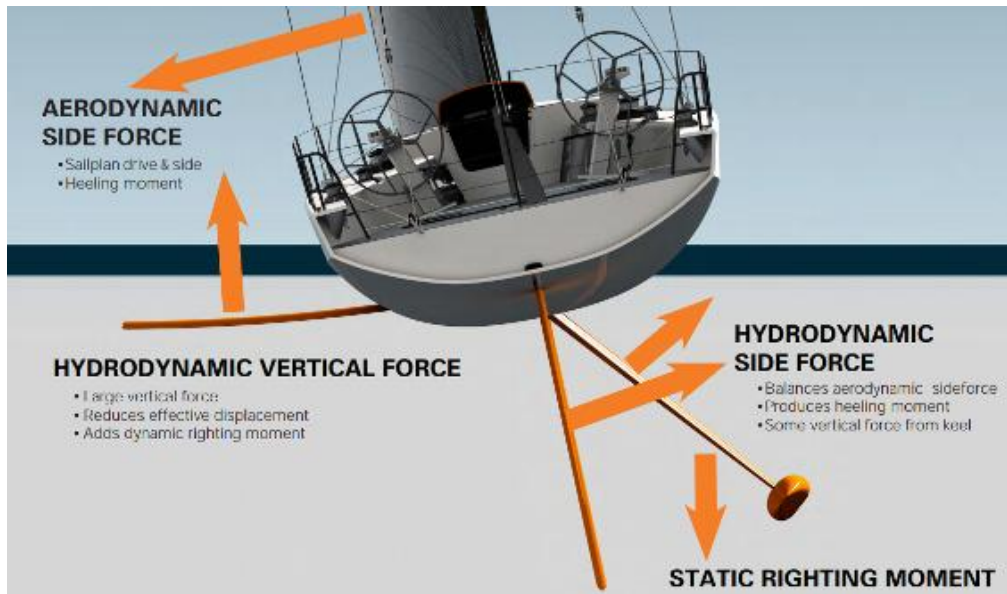 AERODYNAMIC
SIDE FORCE
• Sailplan drive & side
• Heeling moment
HYDRODYNAMIC VERTICAL FORCE
• Large vertical force
• Reduces effective displacement
• Adds dynamic righting moment
HYDRODYNAMIC
SIDE FORCE
• Balances aerodynamic sideforce
• Produces heeling moment
• Some vertical force from keel
STATIC RIGHTING MOMENT